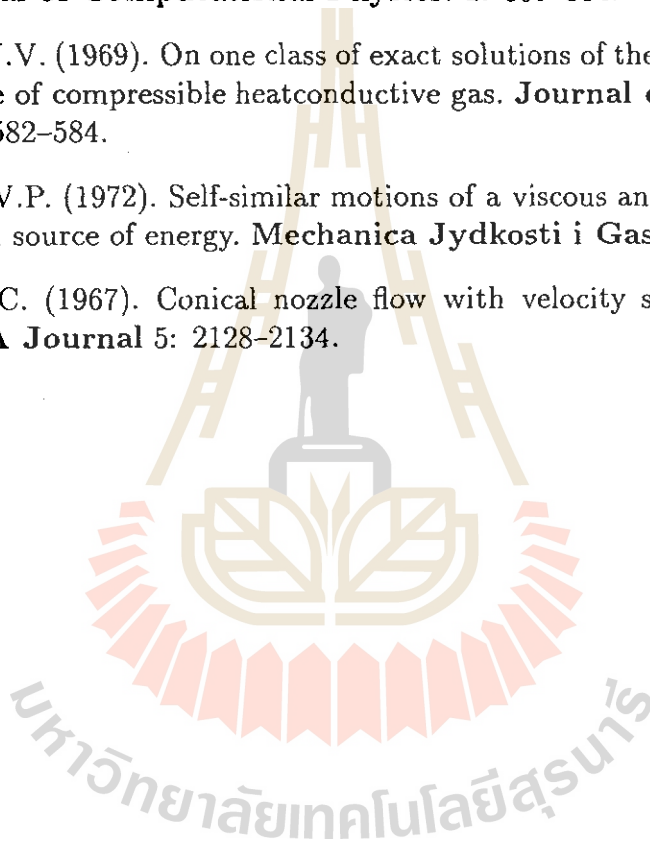 .V. (1969). On one class of exact solutions of the
e of compressible heatconductive gas. Journal
582–584.
V.P. (1972). Self-similar motions of a viscous an
source of energy. Mechanica Jydkosti i Gas
C. (1967). Conical nozzle flow with velocity s
Journal 5: 2128–2134.
มหาวิทยาลัยเทคโนโลยีสุรนารี